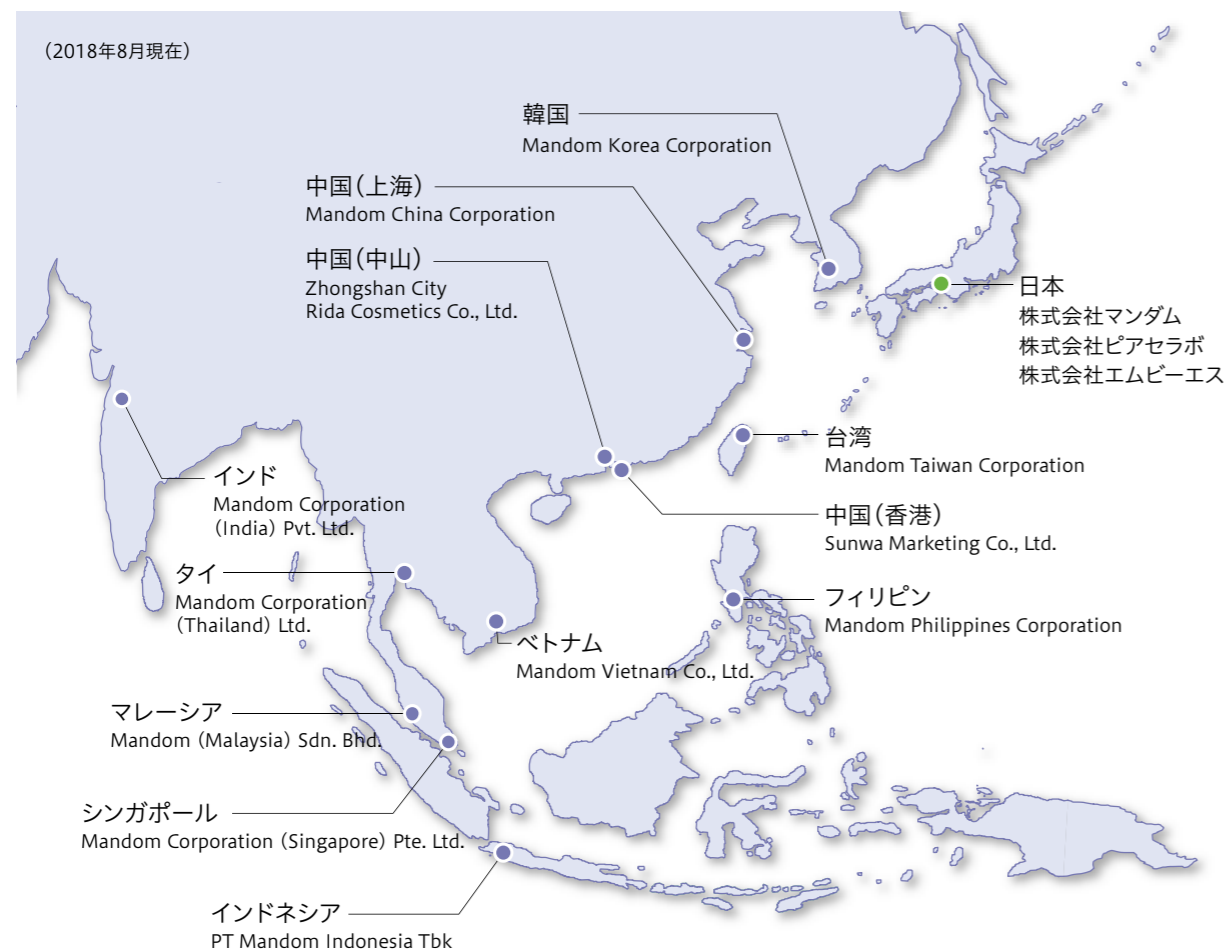 （2018年8月現在）
韓国
Mandom Korea Corporation
中国（上海）
Mandom China Corporation
中国（中山）
Zhongshan City
Rida Cosmetics Co., Ltd.
日本
株式会社マンダム
株式会社ピアセラボ
株式会社エムビーエス
台湾
Mandom Taiwan Corporation
インド
Mandom Corporation
（India）Pvt. Ltd.
中国（香港）
Sunwa Marketing Co., Ltd.
タイ
Mandom Corporation
（Thailand）Ltd.
フィリピン
Mandom Philippines Corporation
ベトナム
Mandom Vietnam Co., Ltd.
マレーシア
Mandom（Malaysia）Sdn. Bhd.
シンガポール
Mandom Corporation（Singapore）Pte. Ltd.
インドネシア
PT Mandom Indonesia Tbk